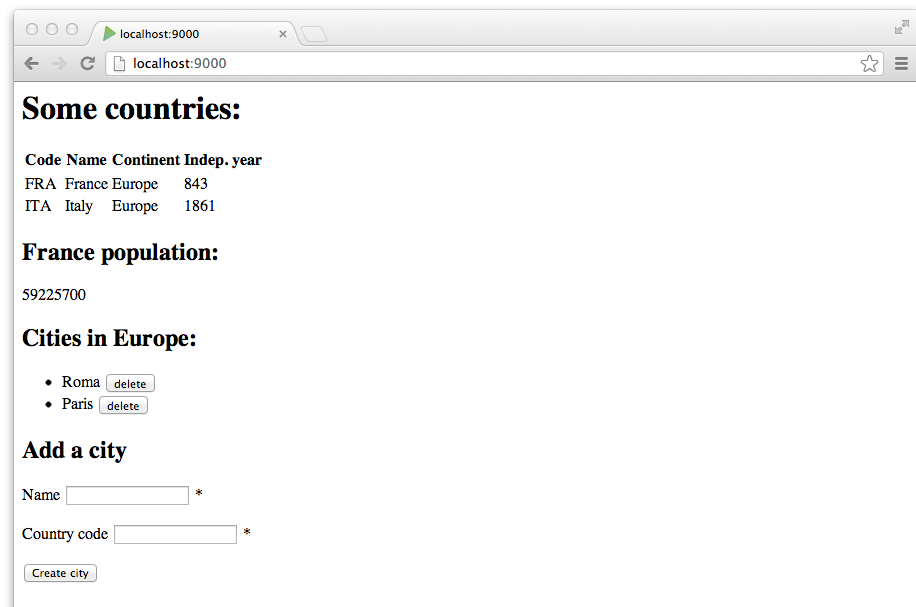 localhost:9000
localhost:9000
Some countries:
Code Name Continent Indep. year
FRA France Europe 843
ITA Italy Europe 1861
France population:
59225700
Cities in Europe:
• Roma delete
• Paris delete
Add a city
Name *
Country code *
Create city